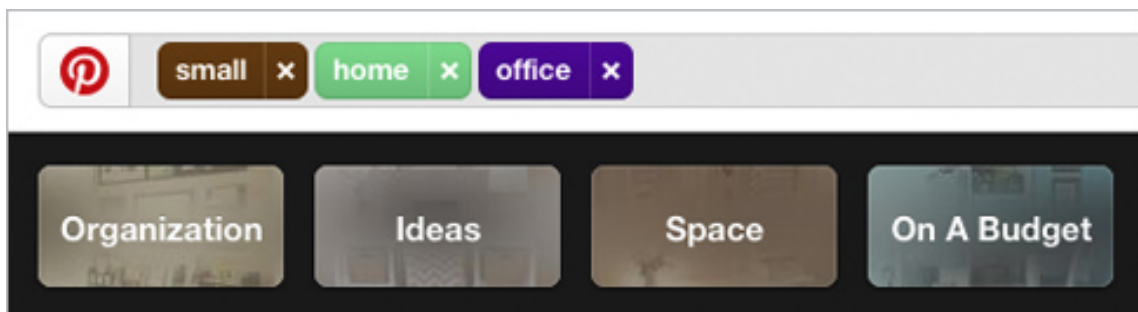 small × home × office ×
Organization Ideas Space On A Budget